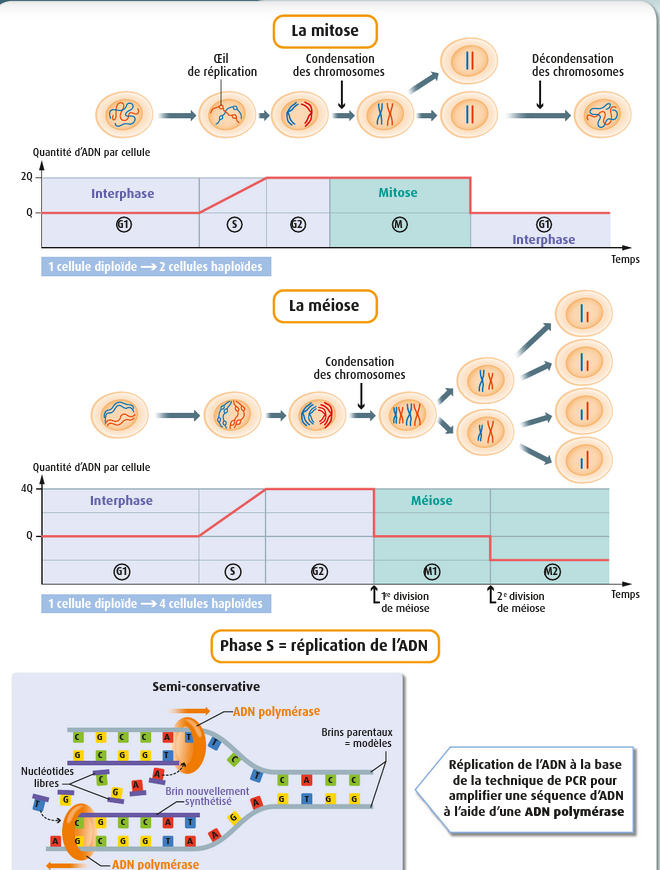 La mitose
Œil
de réplication
Condensation
des chromosomes
Décondensation
des chromosomes
Quantité d'ADN par cellule
2Q
Q
Interphase
Mitose
G1
S
G2
M
G1
Interphase
Temps
1 cellule diploïde → 2 cellules haploïdes
La méiose
Condensation
des chromosomes
Quantité d'ADN par cellule
4Q
Q
Interphase
Méiose
G1
S
G2
M1
M2
Temps
1re division
de méiose
2e division
de méiose
1 cellule diploïde → 4 cellules haploïdes
Phase S = réplication de l'ADN
Semi-conservative
ADN polymérase
Brins parentaux
= modèles
C G C C A T T C T C A C C
G C G G T
Nucléotides
libres
C G A A
T G
Brin nouvellement
synthétisé
C G C C A T
A G C G G T T A A G A G T G G
ADN polymérase
Réplication de l'ADN à la base
de la technique de PCR pour
amplifier une séquence d'ADN
à l'aide d'une ADN polymérase